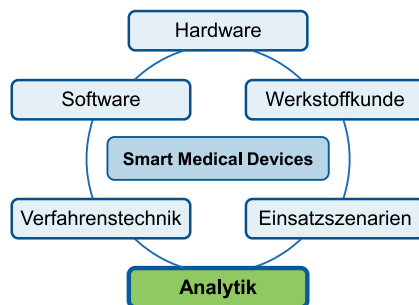 Hardware
Software
Werkstoffkunde
Smart Medical Devices
Verfahrenstechnik
Einsatzszenarien
Analytik